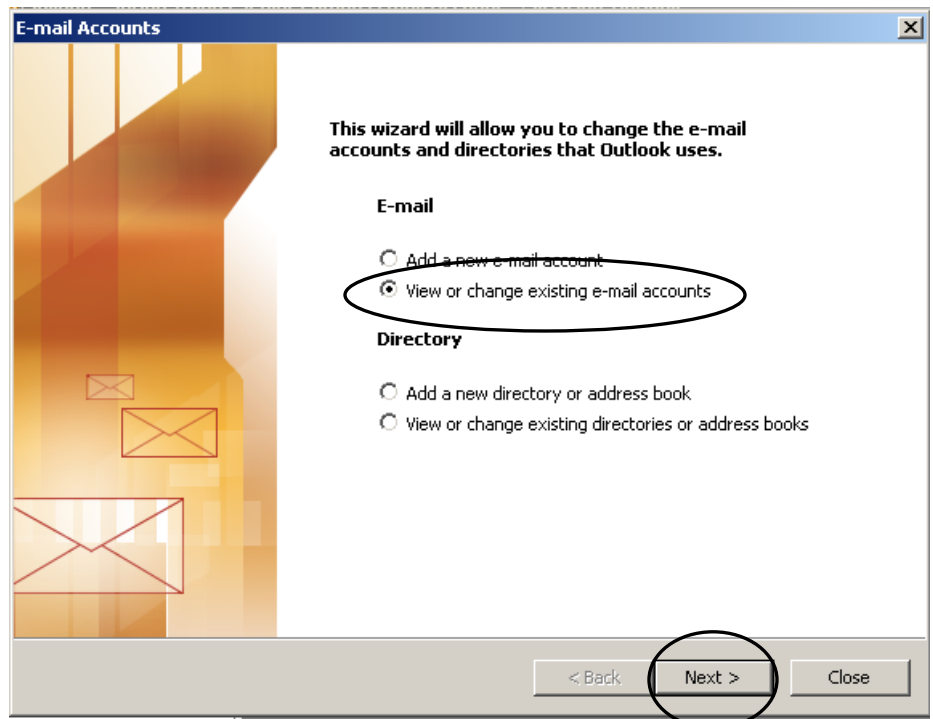 E-mail Accounts
This wizard will allow you to change the e-mail
accounts and directories that Outlook uses.
E-mail
Add a new e-mail account
View or change existing e-mail accounts
Directory
Add a new directory or address book
View or change existing directories or address books
< Back
Next >
Close